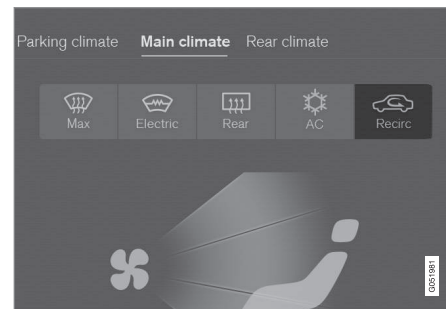 Parking climate Main climate Rear climate
Max Electric Rear AC Recirc
G051981